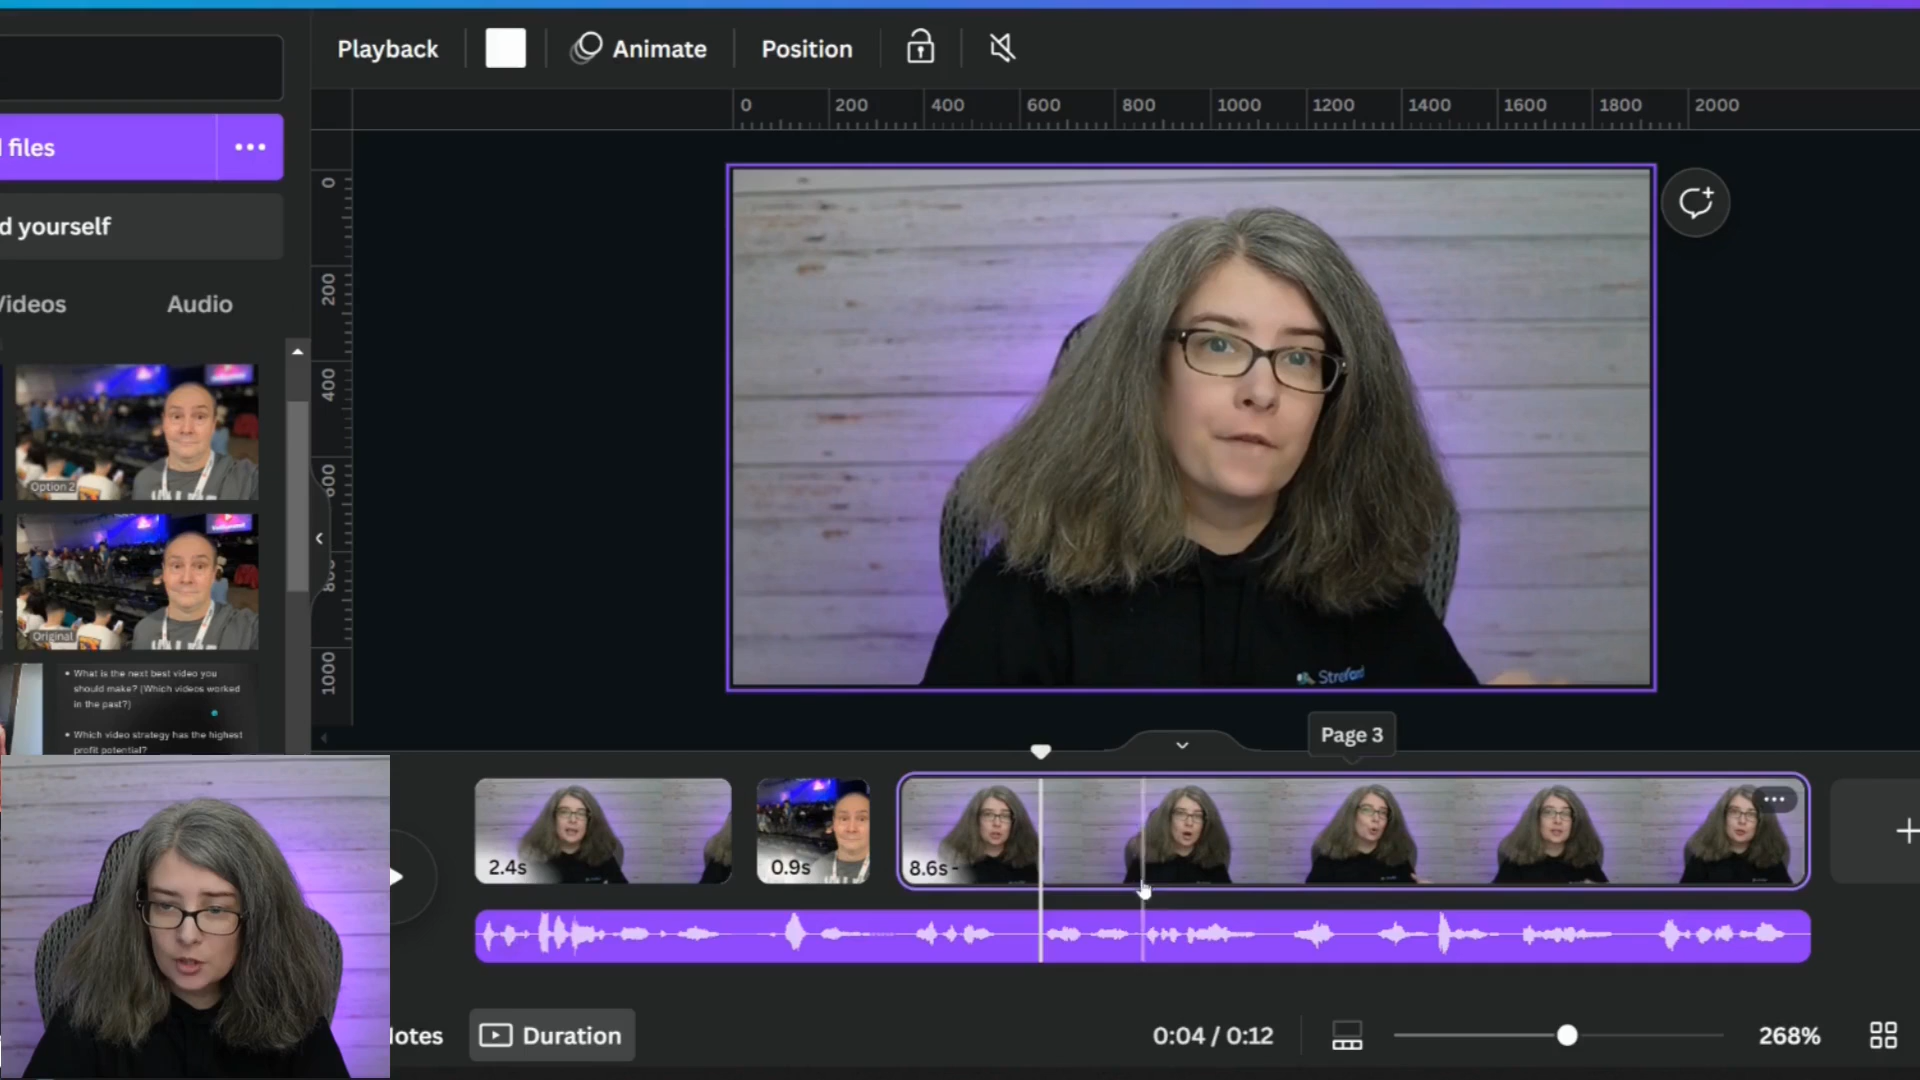 Playback
Animate
Position
0 200 400 600 800 1000 1200 1400 1600 1800 2000
files
d yourself
Videos
Audio
0
200
400
600
800
1000
Option 2
Original
• What is the next best video you
should make? (Which videos worked
in the past?)
• Which video strategy has the highest
profit potential?
Page 3
2.4s
0.9s
8.6s
Notes
Duration
0:04 / 0:12
268%